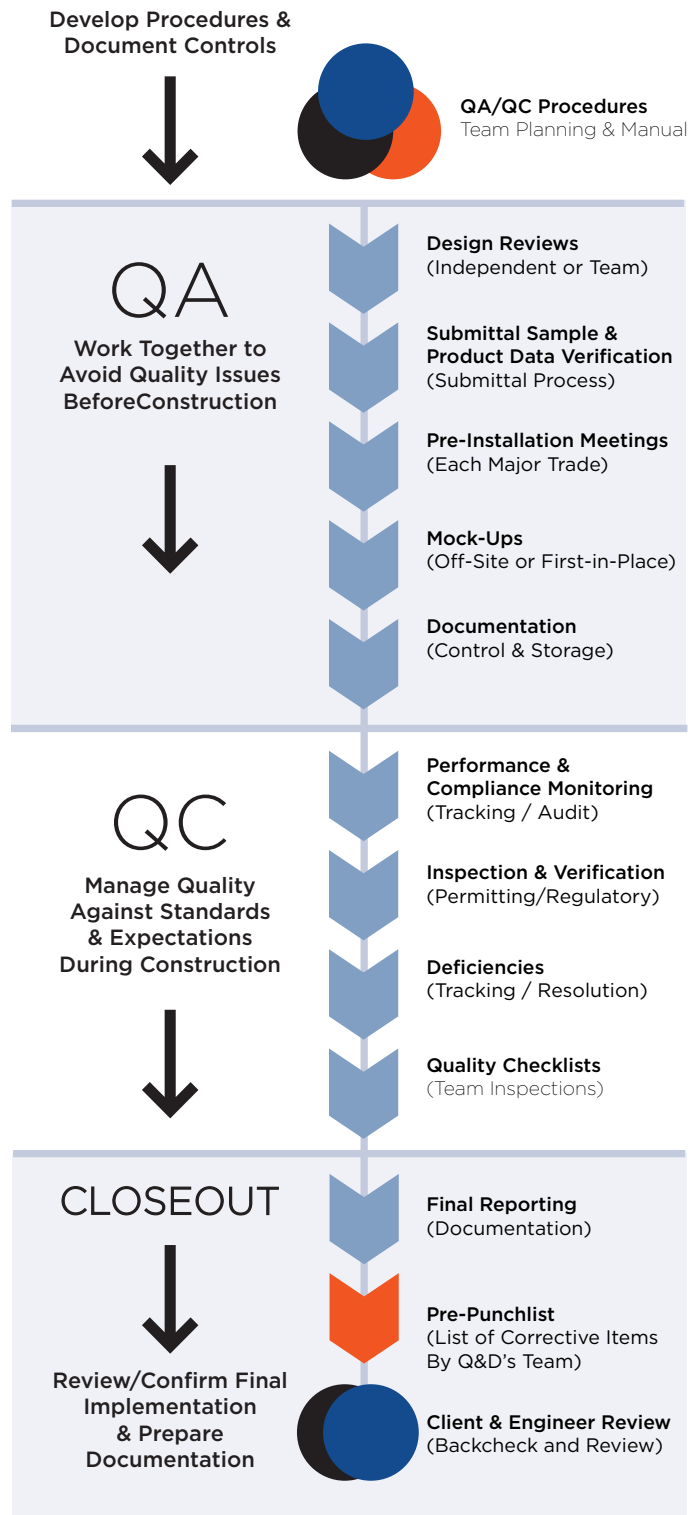 Develop Procedures &
Document Controls
QA/QC Procedures
Team Planning & Manual
QA
Work Together to
Avoid Quality Issues
BeforeConstruction
Design Reviews
(Independent or Team)
Submittal Sample &
Product Data Verification
(Submittal Process)
Pre-Installation Meetings
(Each Major Trade)
Mock-Ups
(Off-Site or First-in-Place)
Documentation
(Control & Storage)
QC
Manage Quality
Against Standards
& Expectations
During Construction
Performance &
Compliance Monitoring
(Tracking / Audit)
Inspection & Verification
(Permitting/Regulatory)
Deficiencies
(Tracking / Resolution)
Quality Checklists
(Team Inspections)
CLOSEOUT
Review/Confirm Final
Implementation
& Prepare
Documentation
Final Reporting
(Documentation)
Pre-Punchlist
(List of Corrective Items
By Q&D's Team)
Client & Engineer Review
(Backcheck and Review)